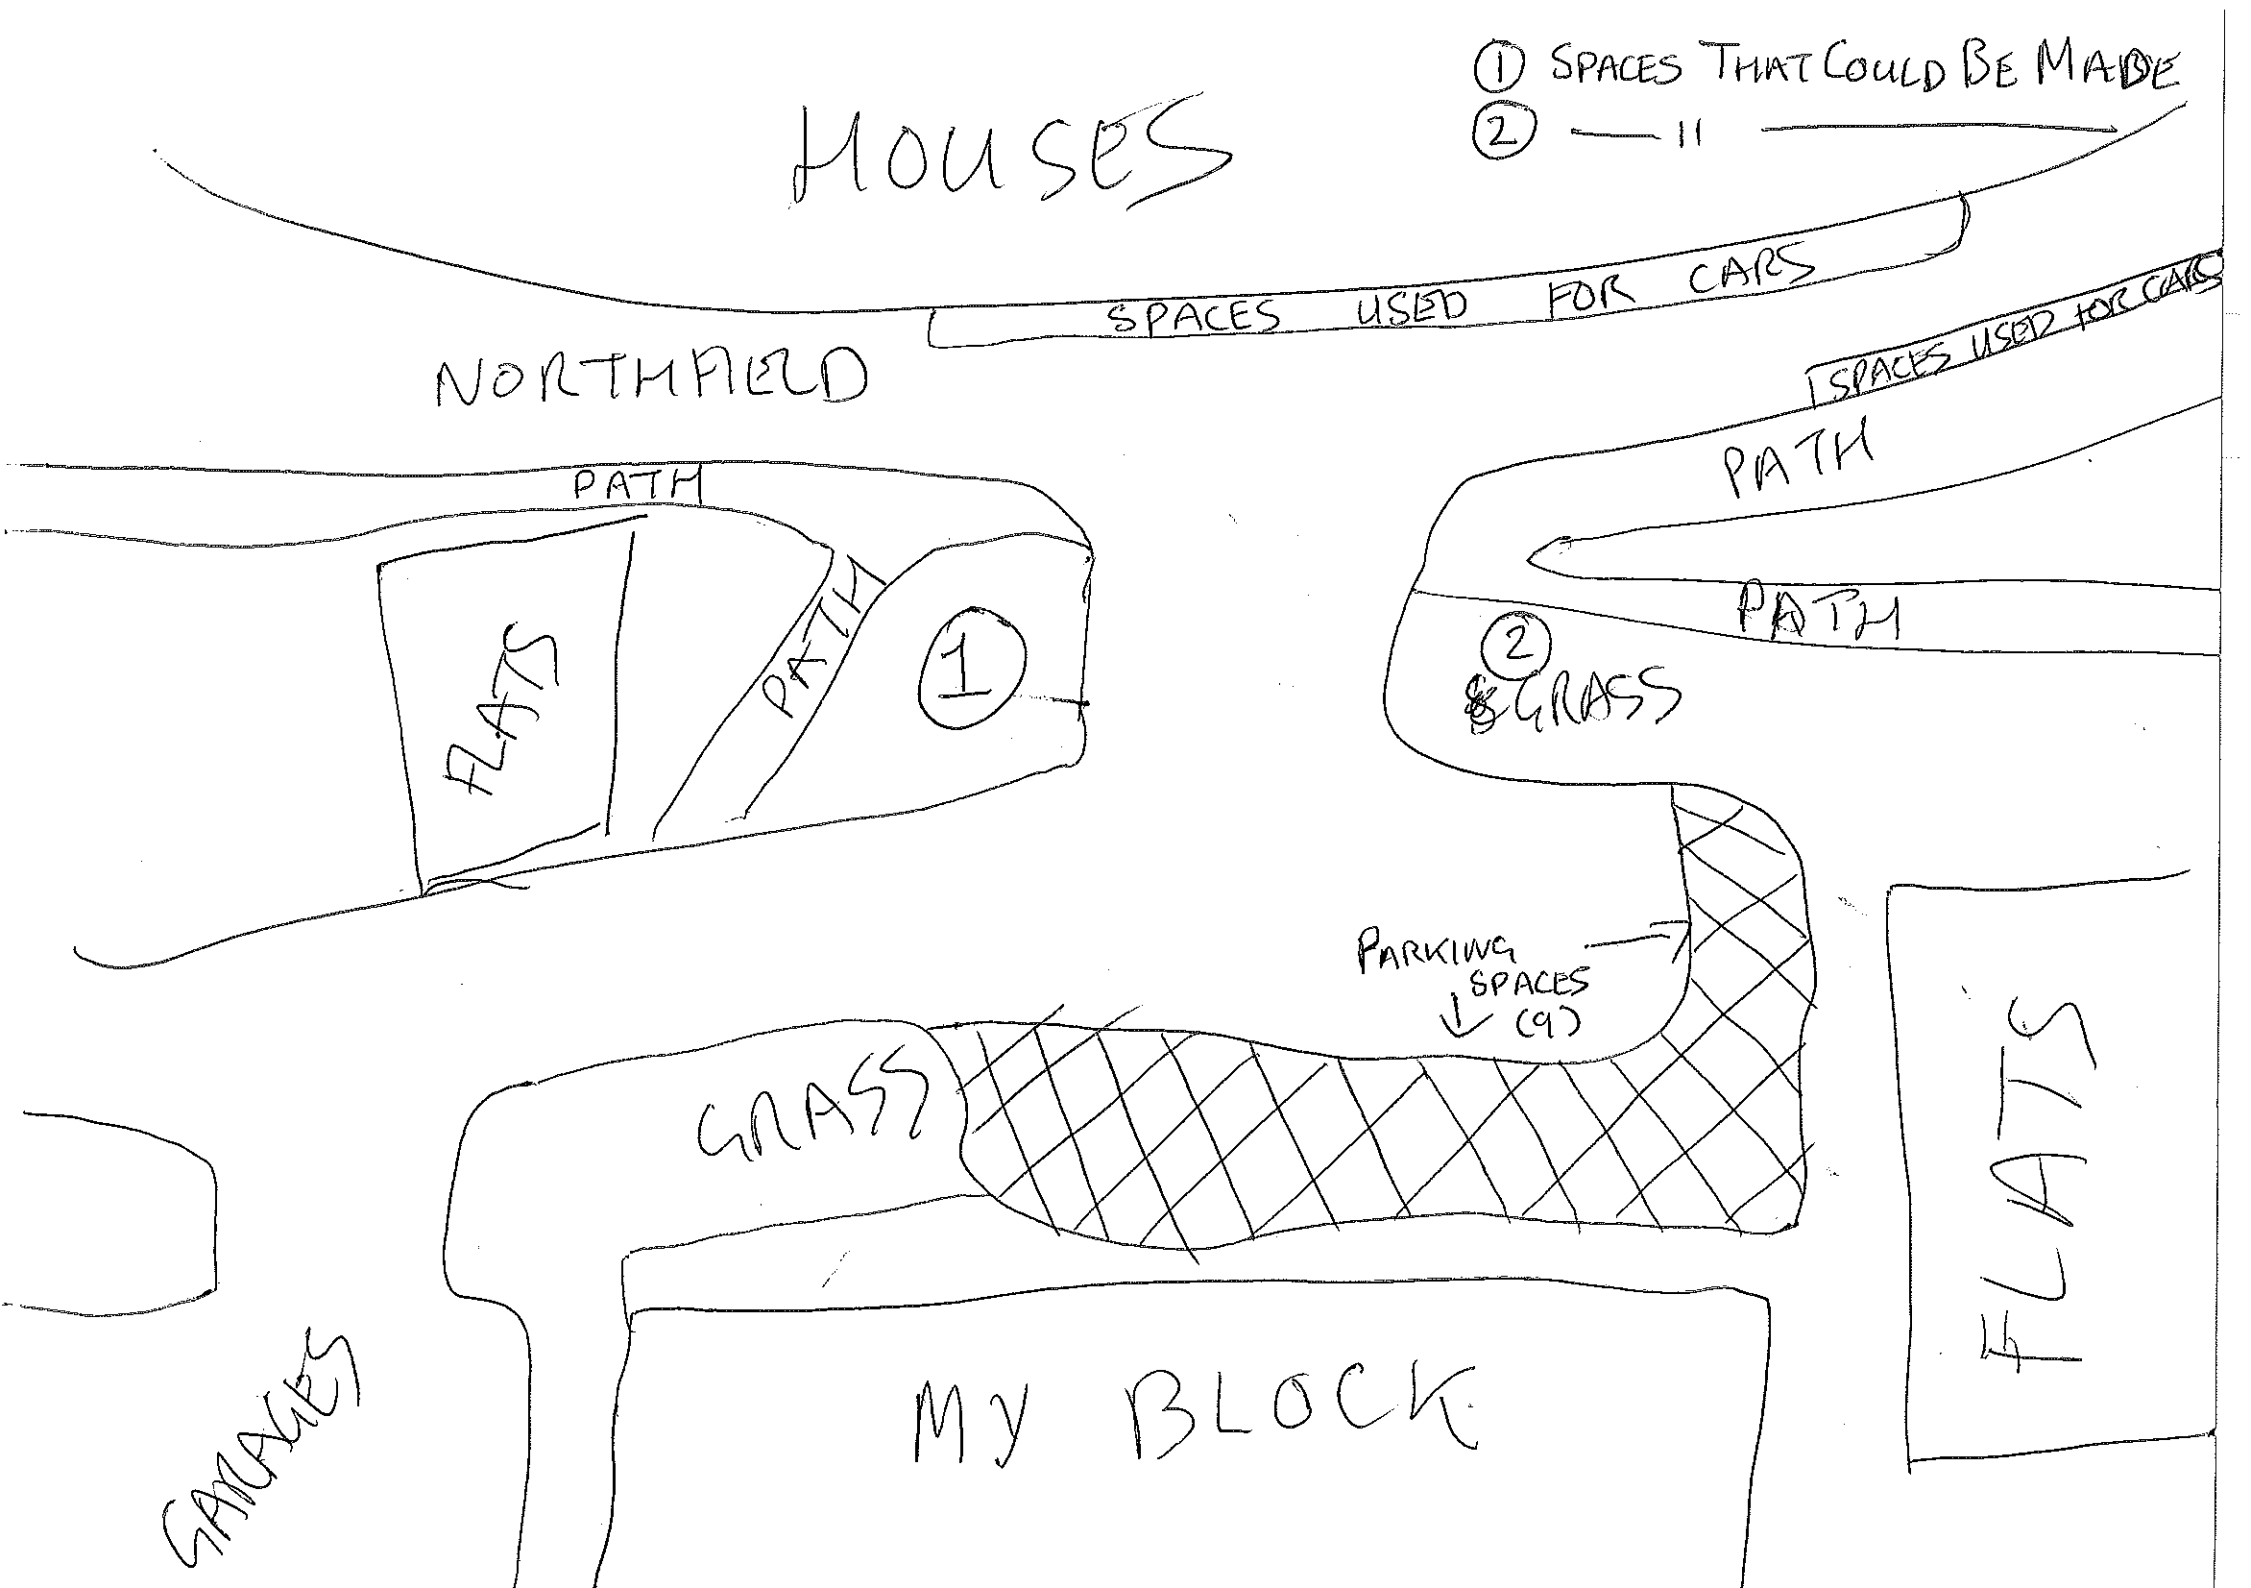 ① SPACES THAT COULD BE MADE
② — 11 —
HOUSES
SPACES USED FOR CARS
SPACES USED FOR CARS
NORTHFIELD
PATH
PATH
PATH
PATH
①
②
GRASS
FLATS
PARKING
SPACES
(9)
GRASS
FLATS
MY BLOCK
GARAGES